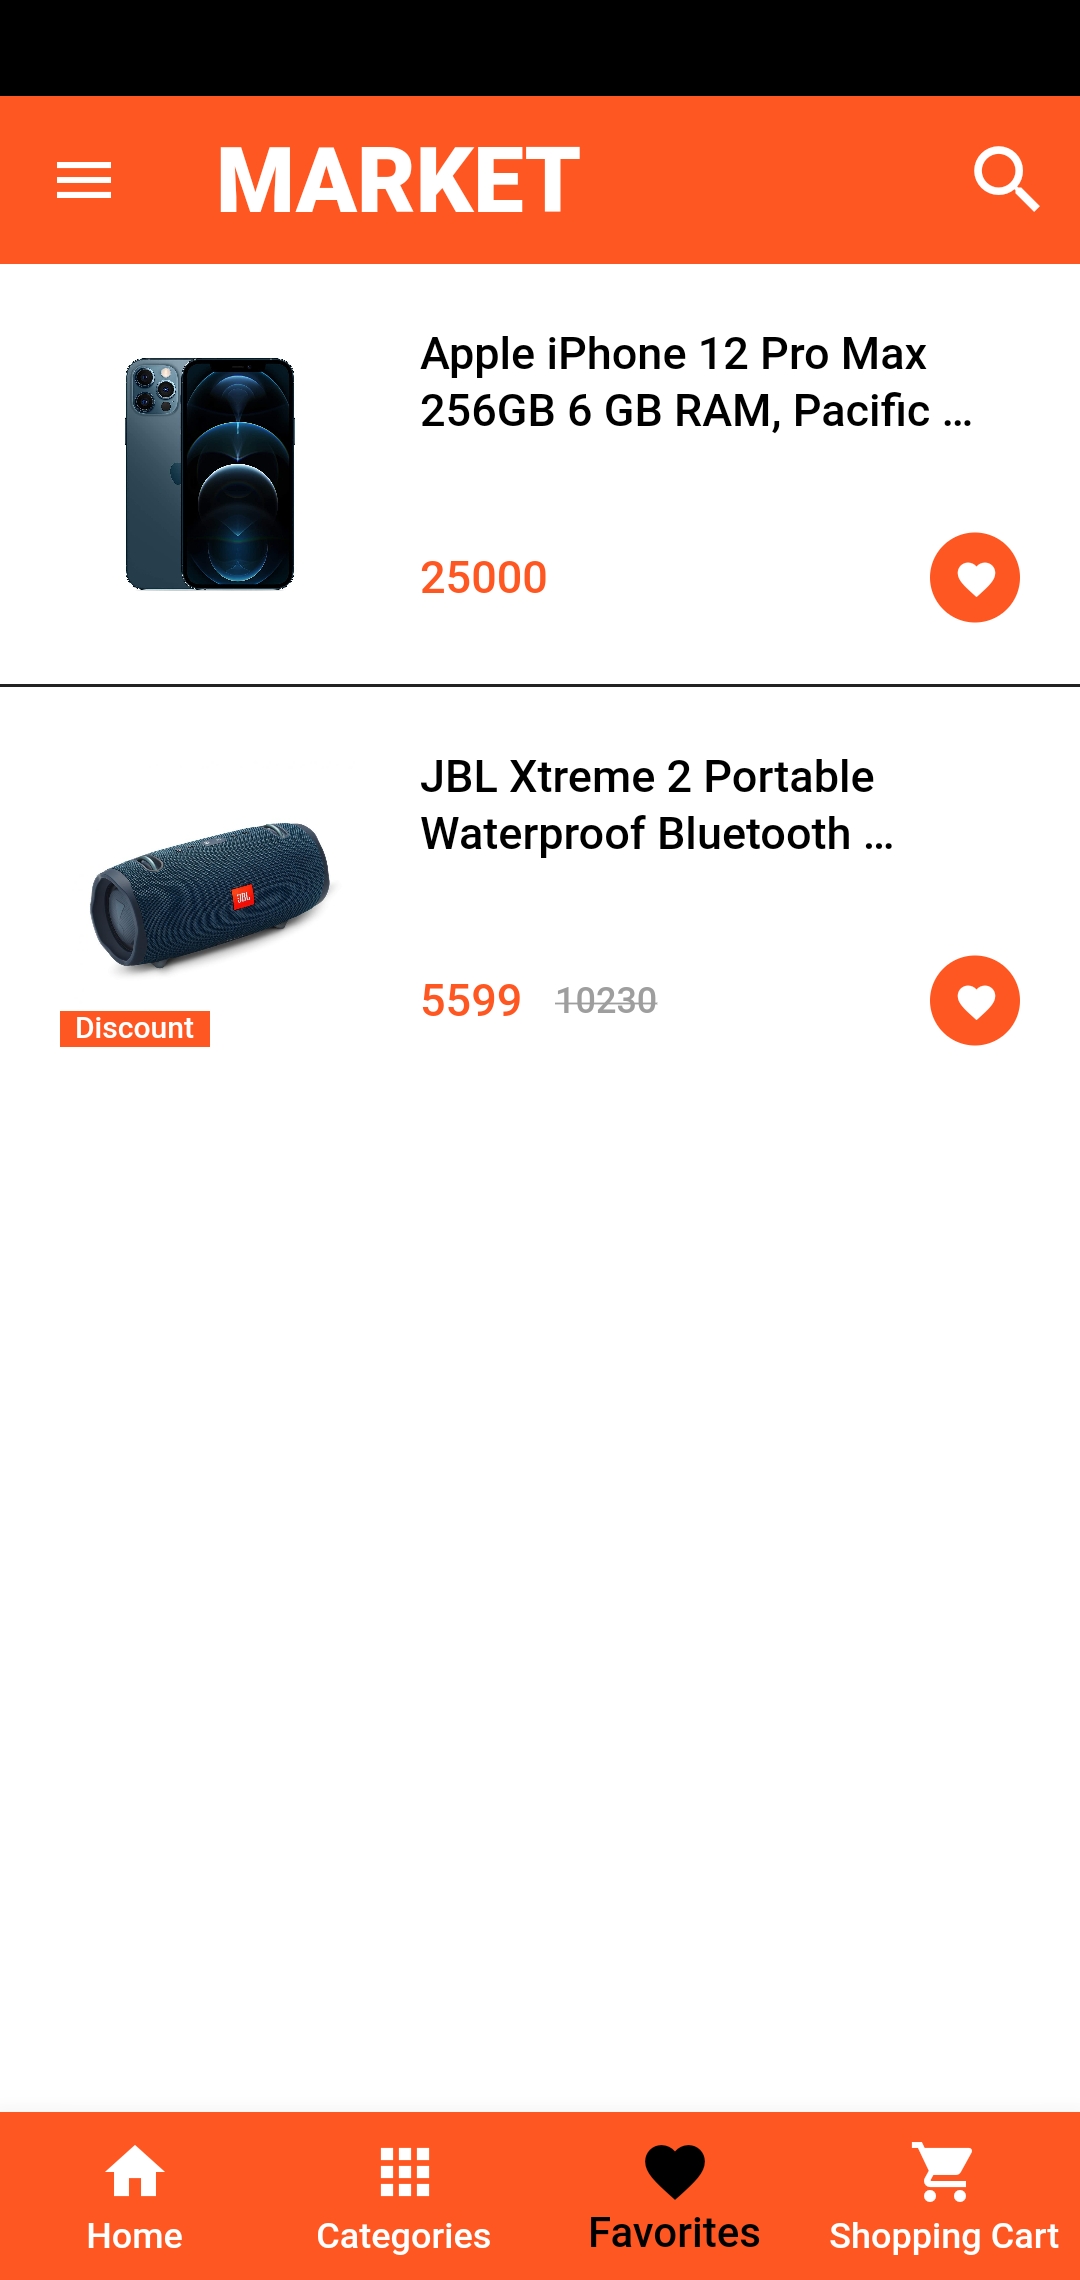 MARKET
Apple iPhone 12 Pro Max
256GB 6 GB RAM, Pacific ...
25000
JBL Xtreme 2 Portable
Waterproof Bluetooth ...
JBL
5599 10230
Discount
Home Categories Favorites Shopping Cart